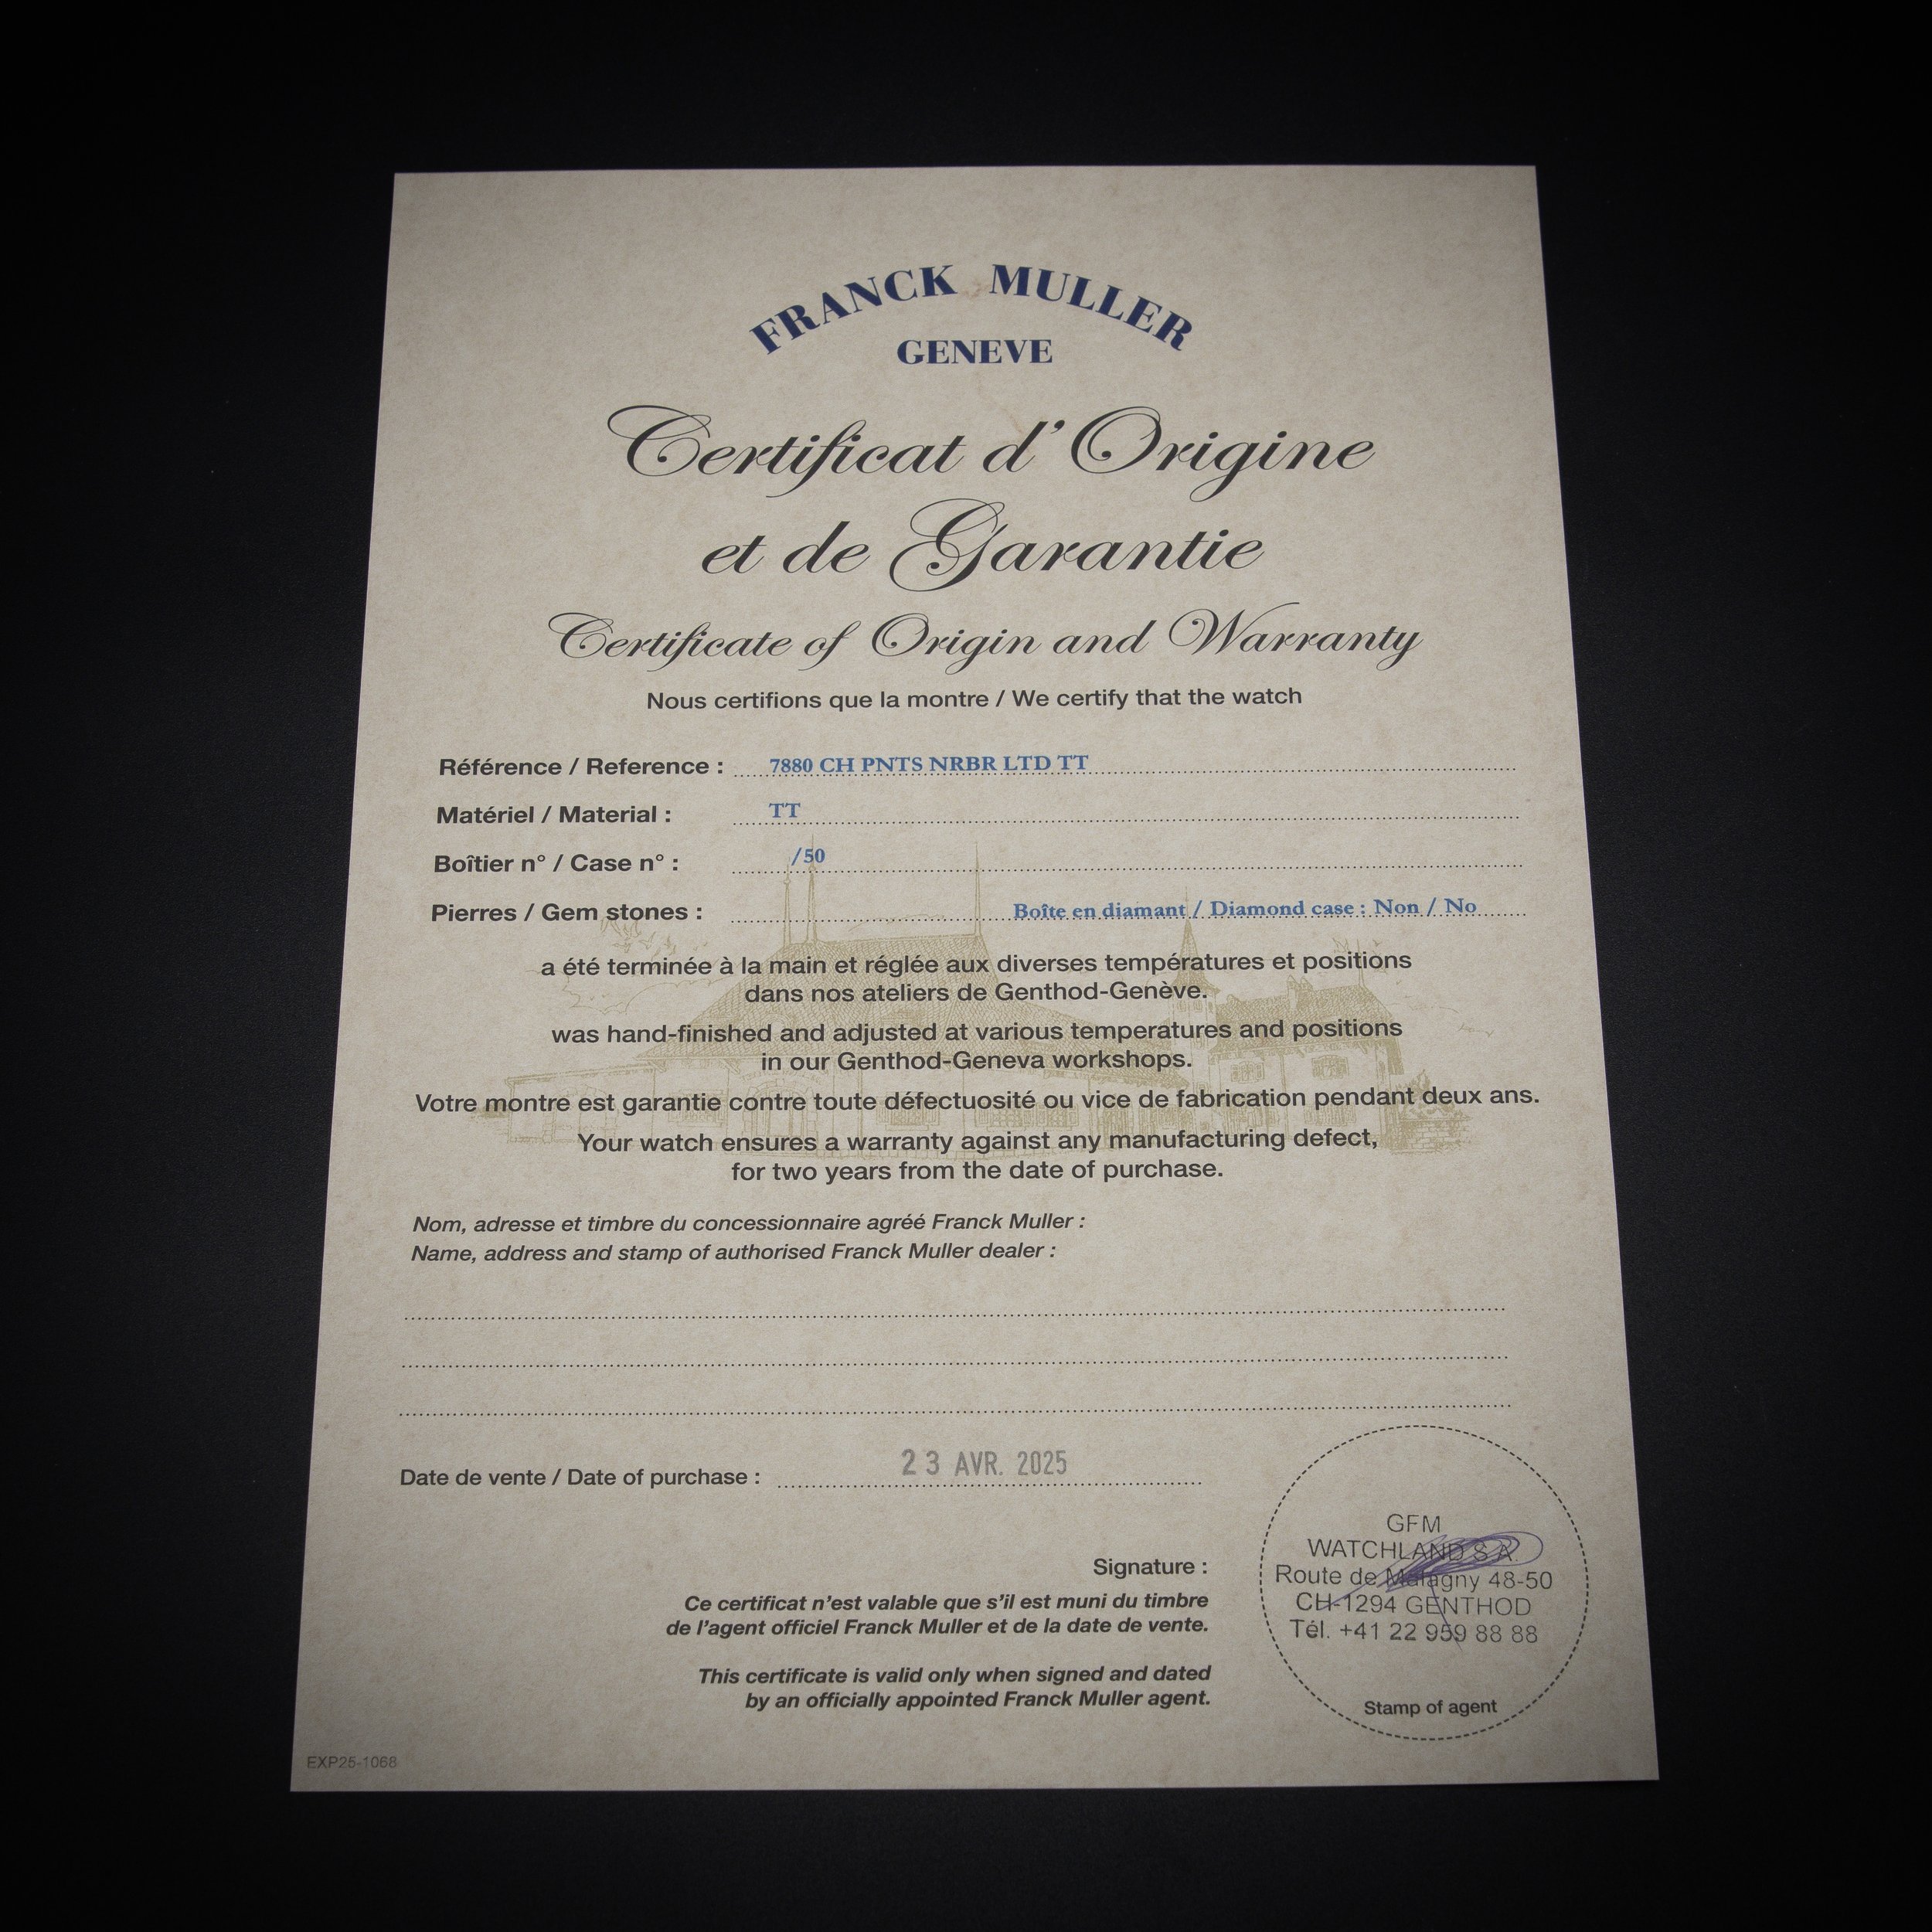 FRANCK MULLER
GENEVE
Certificat d'Origine
et de Garantie
Certificate of Origin and Warranty
Nous certifions que la montre / We certify that the watch
Référence / Reference : 7880 CH PNTS NRBR LTD TT
Matériel / Material : TT
Boîtier n° / Case n° : /50
Pierres / Gem stones : Boîte en diamant / Diamond case : Non / No
a été terminée à la main et réglée aux diverses températures et positions
dans nos ateliers de Genthod-Genève.
was hand-finished and adjusted at various temperatures and positions
in our Genthod-Geneva workshops.
Votre montre est garantie contre toute défectuosité ou vice de fabrication pendant deux ans.
Your watch ensures a warranty against any manufacturing defect,
for two years from the date of purchase.
Nom, adresse et timbre du concessionnaire agréé Franck Muller :
Name, address and stamp of authorised Franck Muller dealer :
Date de vente / Date of purchase : 23 AVR. 2025
Signature :
Ce certificat n'est valable que s'il est muni du timbre
de l'agent officiel Franck Muller et de la date de vente.
This certificate is valid only when signed and dated
by an officially appointed Franck Muller agent.
GFM
WATCHLAND S.A.
Route de Malagny 48-50
CH-1294 GENTHOD
Tél. +41 22 959 88 88
Stamp of agent
EXP25-1068